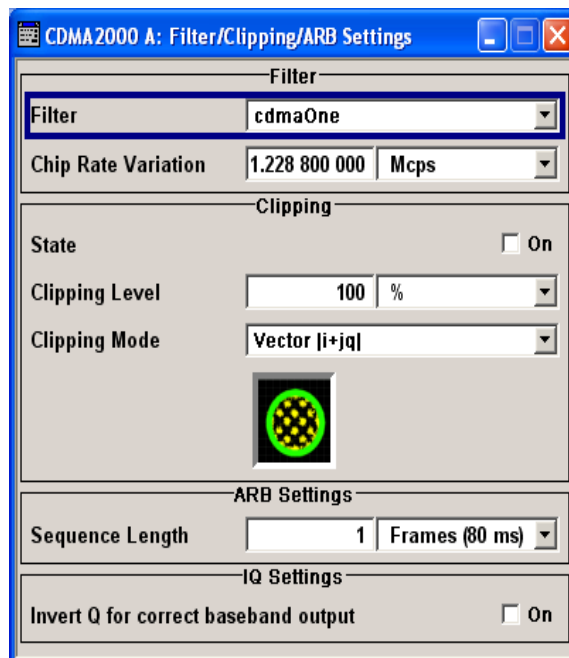 CDMA2000 A: Filter/Clipping/ARB Settings
Filter
Filter cdmaOne
Chip Rate Variation 1.228 800 000 Mcps
Clipping
State On
Clipping Level 100 %
Clipping Mode Vector |i+jq|
ARB Settings
Sequence Length 1 Frames (80 ms)
IQ Settings
Invert Q for correct baseband output On